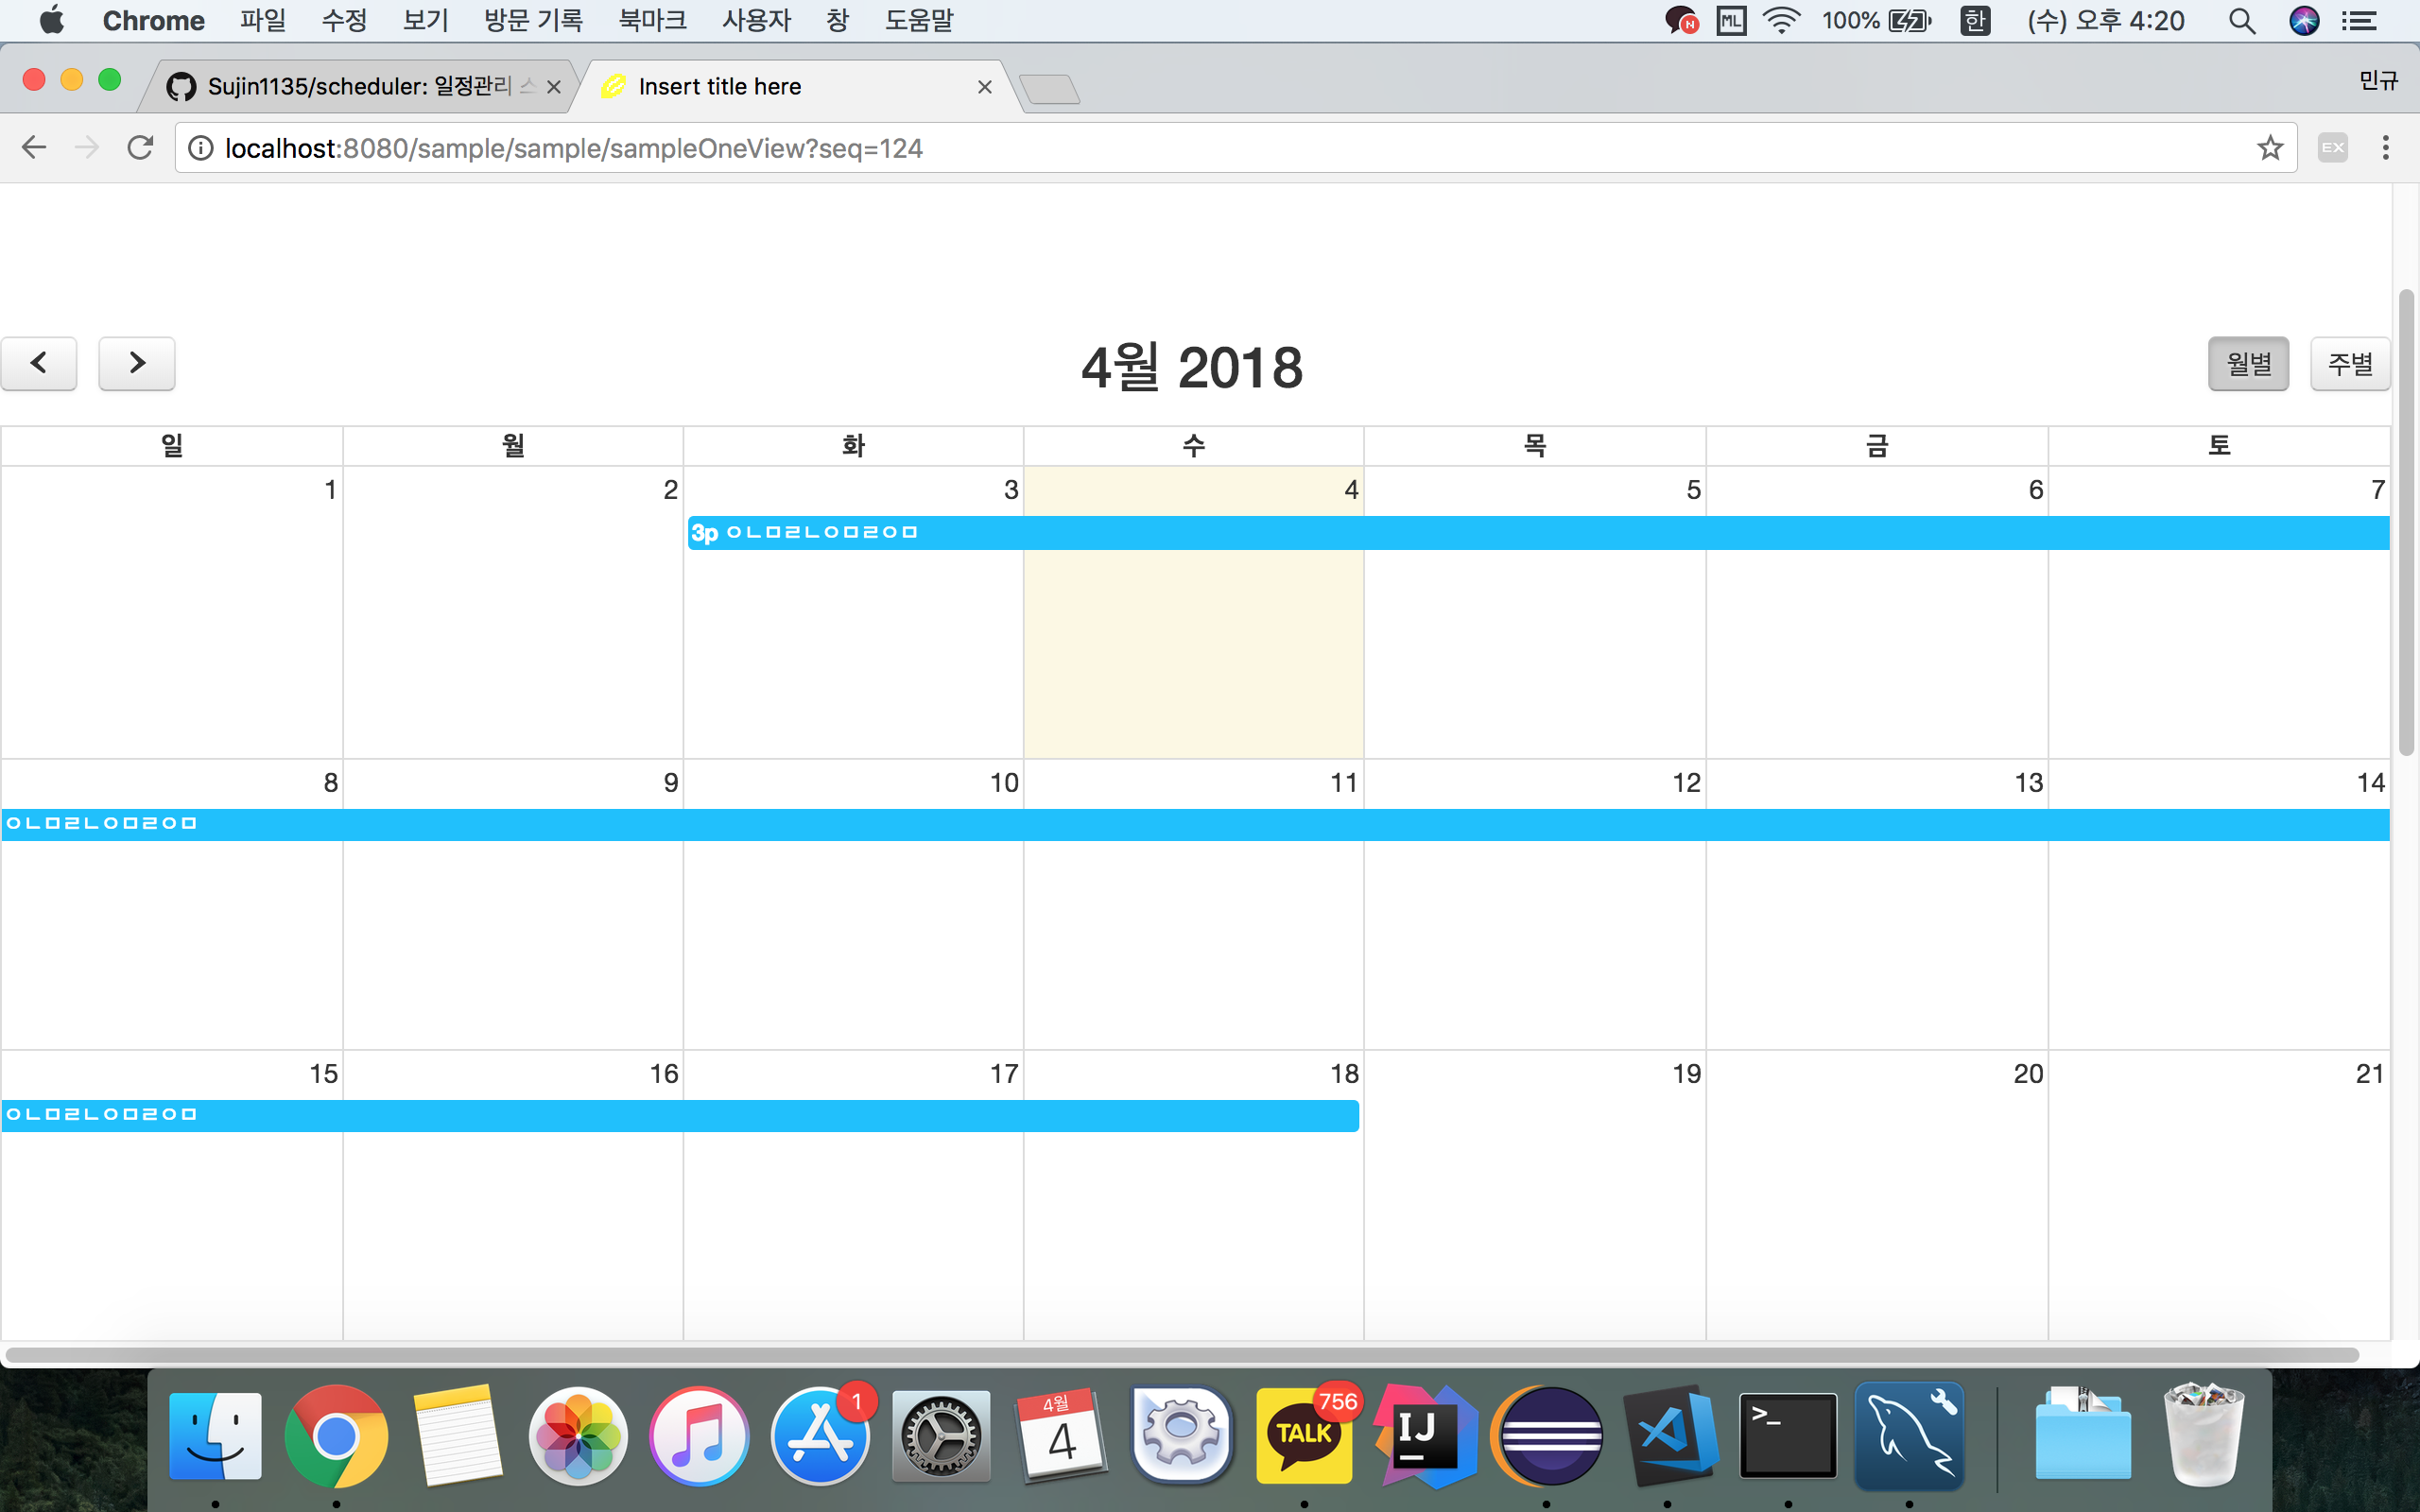 Chrome 파일 수정 보기 방문 기록 북마크 사용자 창 도움말 N ML 100% 한 (수) 오후 4:20
Sujin1135/scheduler: 일정관리 Insert title here 민규
localhost:8080/sample/sample/sampleOneView?seq=124 EX
4월 2018 월별 주별
일 월 화 수 목 금 토
1 2 3 4 5 6 7
3p ㅇㄴㅁㄹㄴㅇㅁㄹㅇㅁ
8 9 10 11 12 13 14
ㅇㄴㅁㄹㄴㅇㅁㄹㅇㅁ
15 16 17 18 19 20 21
ㅇㄴㅁㄹㄴㅇㅁㄹㅇㅁ
1 4월 4 TALK 756 IJ >_